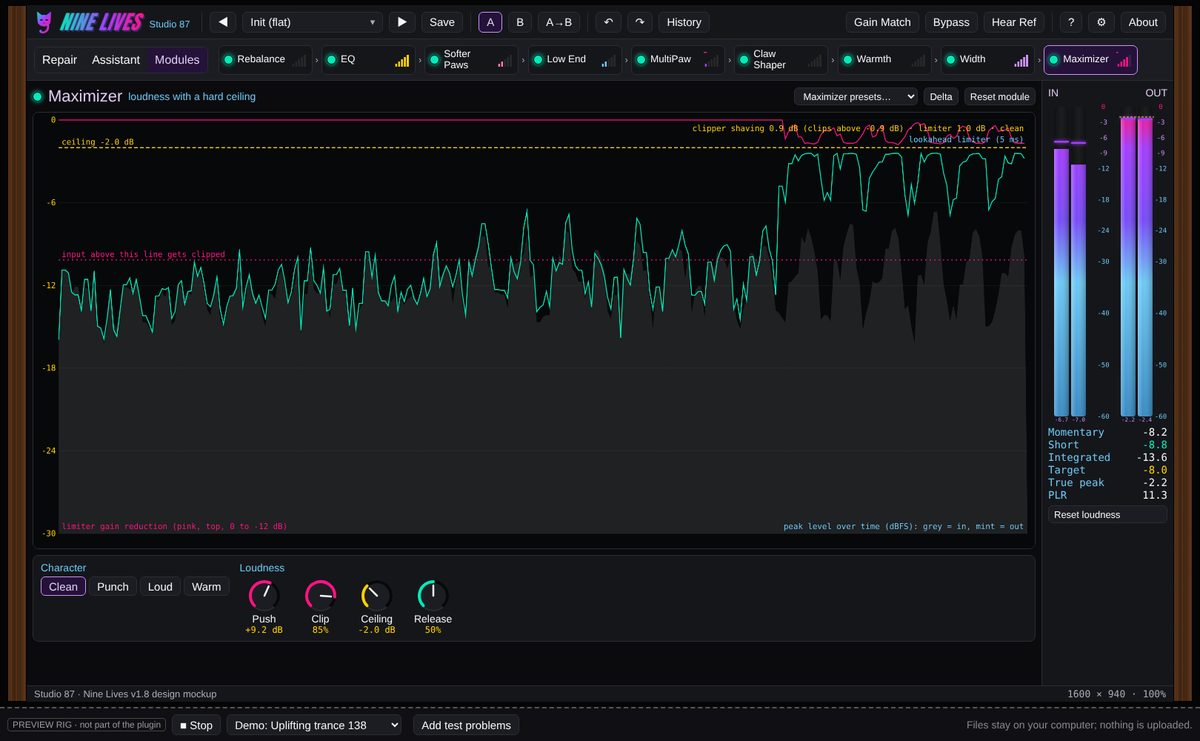 NINE LIVES Studio 87 ◀ Init (flat) ▶ Save A B A→B ↶ ↷ History Gain Match Bypass Hear Ref ? ⚙ About
Repair Assistant Modules Rebalance › EQ › Softer Paws › Low End › MultiPaw › Claw Shaper › Warmth › Width › Maximizer
Maximizer loudness with a hard ceiling Maximizer presets… Delta Reset module
IN OUT
0
clipper shaving 0.9 dB (clips above -0.9 dB) · limiter 1.0 dB · clean
lookahead limiter (5 ms)
ceiling -2.0 dB
-6
input above this line gets clipped
-12
-18
-24
-30
limiter gain reduction (pink, top, 0 to -12 dB)
peak level over time (dBFS): grey = in, mint = out
0 0
-3 -3
-6 -6
-9 -9
-12 -12
-18 -18
-24 -24
-30 -30
-40 -40
-50 -50
-60 -60
-6.7 -7.0 -2.2 -2.4
Momentary -8.2
Short -8.8
Integrated -13.6
Target -8.0
True peak -2.2
PLR 11.3
Reset loudness
Character
Clean Punch Loud Warm
Loudness
Push Clip Ceiling Release
+9.2 dB 85% -2.0 dB 50%
Studio 87 · Nine Lives v1.8 design mockup 1600 × 940 · 100%
PREVIEW RIG - not part of the plugin ■ Stop Demo: Uplifting trance 138 Add test problems Files stay on your computer; nothing is uploaded.